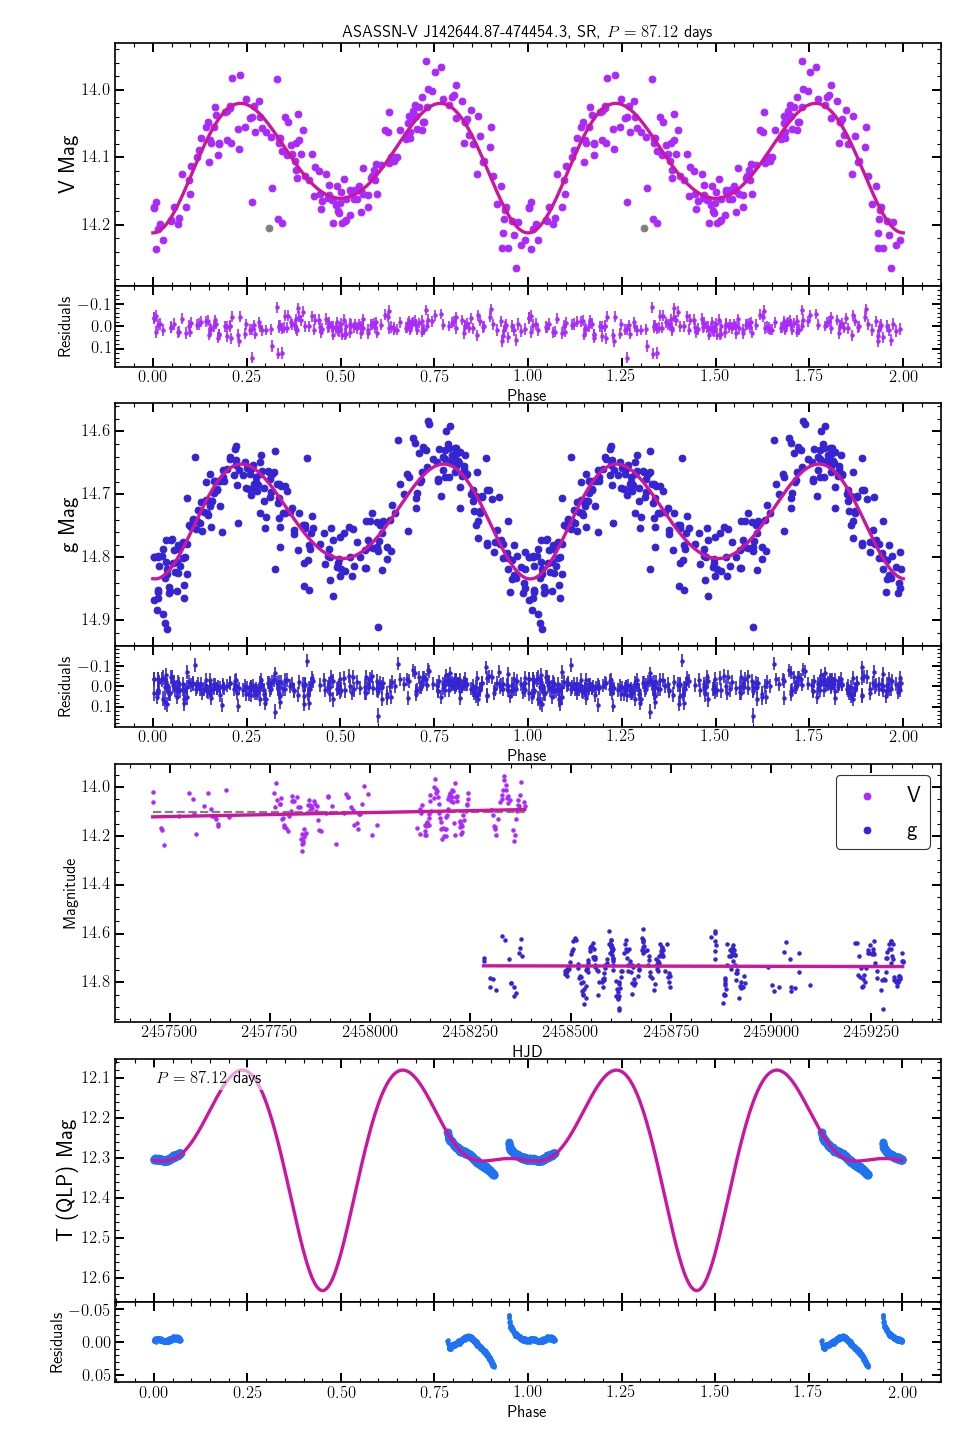 ASASSN-V J142644.87-474454.3, SR, P = 87.12 days
14.0
14.1
14.2
V Mag
−0.1
0.0
0.1
Residuals
0.00 0.25 0.50 0.75 1.00 1.25 1.50 1.75 2.00
Phase
14.6
14.7
14.8
14.9
g Mag
−0.1
0.0
0.1
Residuals
0.00 0.25 0.50 0.75 1.00 1.25 1.50 1.75 2.00
Phase
14.0
14.2
14.4
14.6
14.8
Magnitude
V
g
2457500 2457750 2458000 2458250 2458500 2458750 2459000 2459250
HJD
P = 87.12 days
12.1
12.2
12.3
12.4
12.5
12.6
T (QLP) Mag
−0.05
0.00
0.05
Residuals
0.00 0.25 0.50 0.75 1.00 1.25 1.50 1.75 2.00
Phase